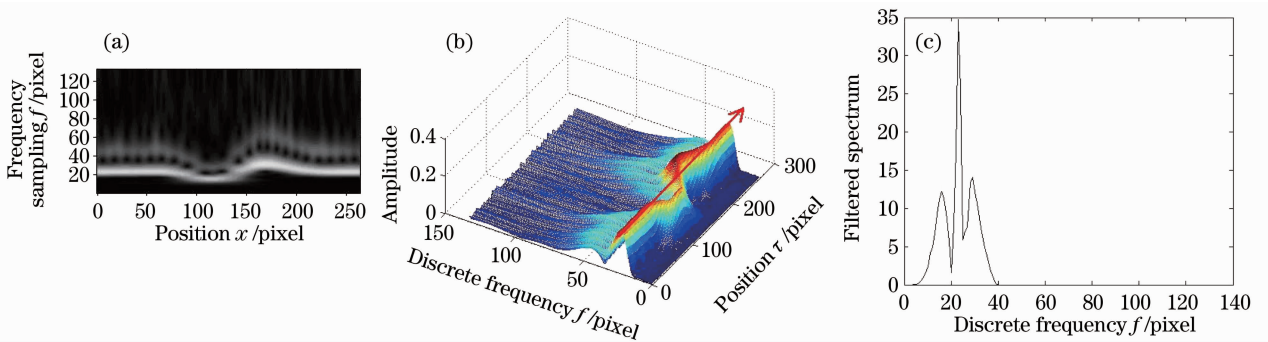 (a)
Frequency
sampling f /pixel
120
100
80
60
40
20
0 50 100 150 200 250
Position x /pixel
(b)
Amplitude
0.4
0.2
0
150
100
50
0
Discrete frequency f /pixel
0
100
200
300
Position τ /pixel
(c)
Filtered spectrum
35
30
25
20
15
10
5
0
0 20 40 60 80 100 120 140
Discrete frequency f /pixel